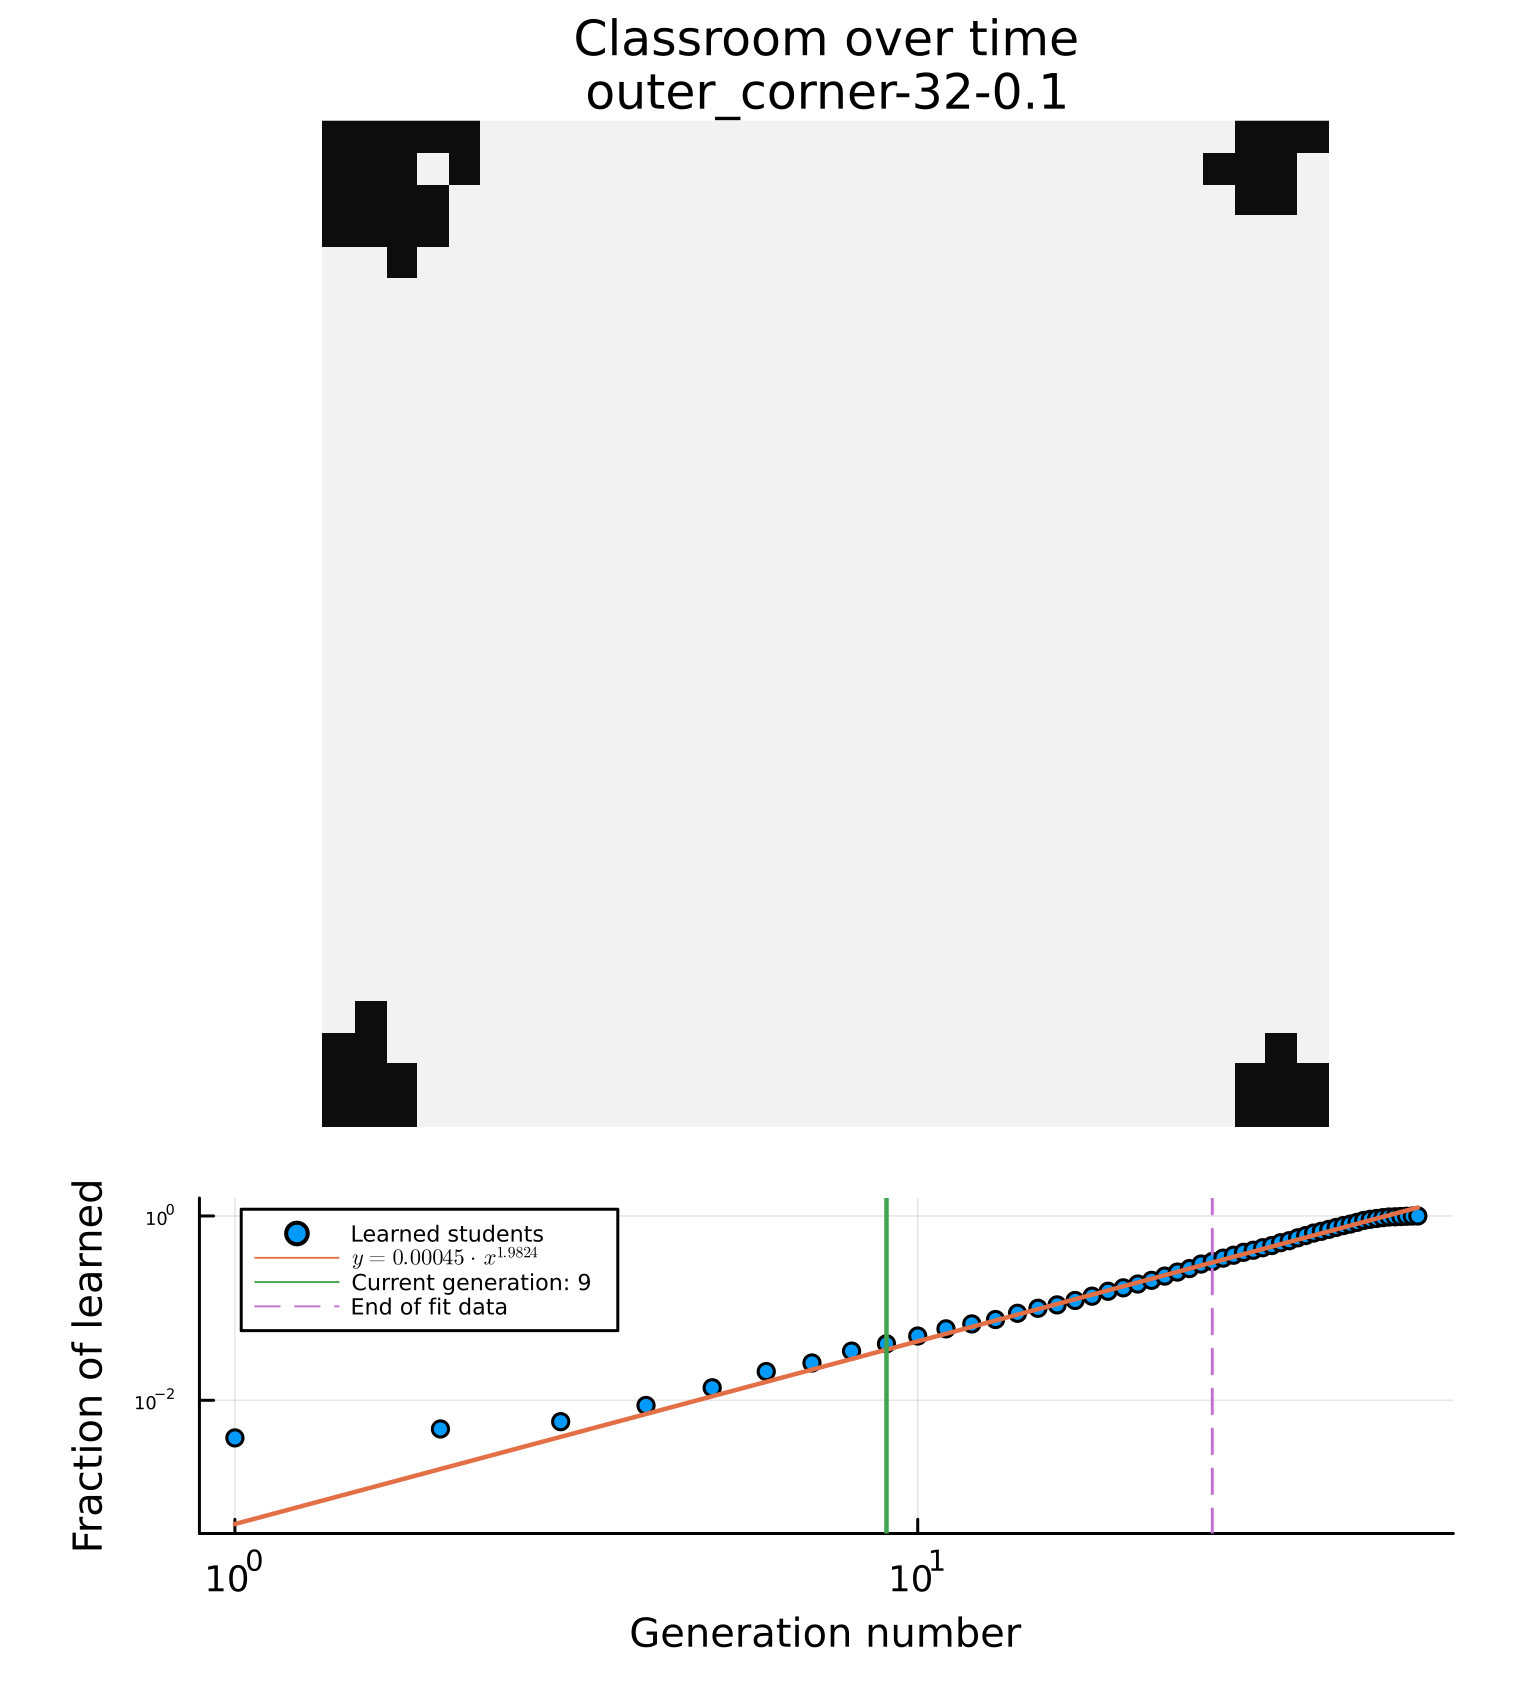 Classroom over time
outer_corner-32-0.1
Fraction of learned
10^0
10^-2
Learned students
y = 0.00045 · x^1.9824
Current generation: 9
End of fit data
10^0
10^1
Generation number